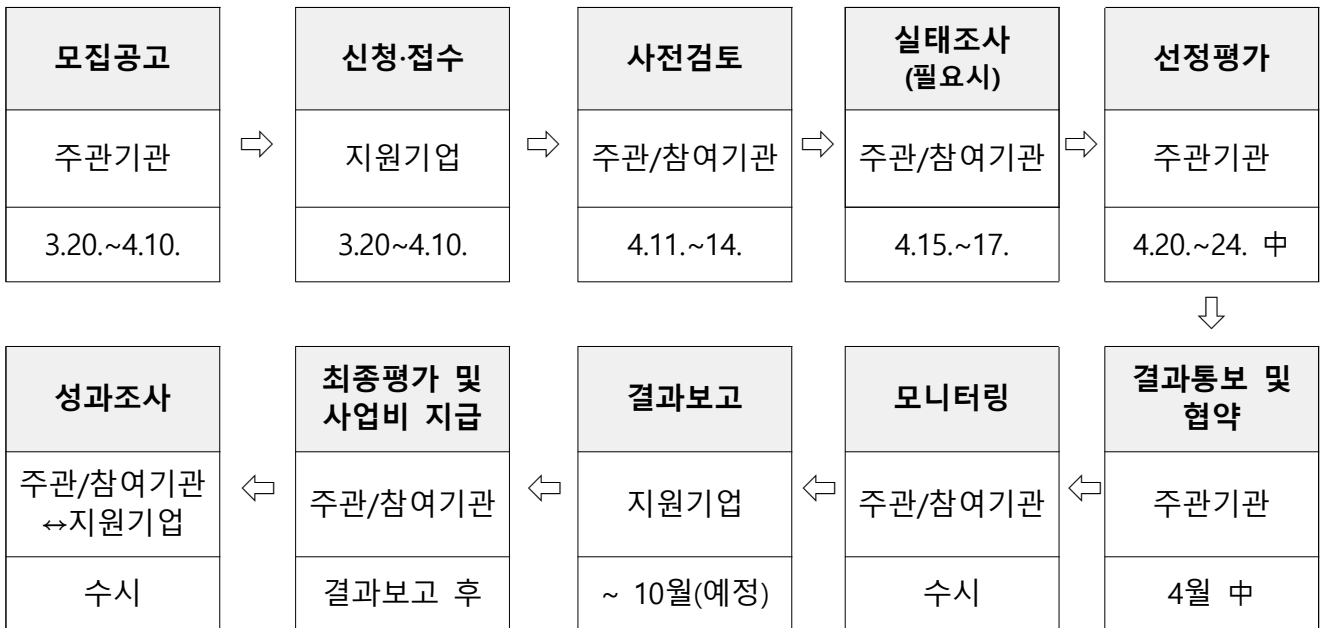 모집공고
신청·접수
사전검토
실태조사
(필요시)
선정평가
주관기관
지원기업
주관/참여기관
주관/참여기관
주관기관
3.20.~4.10.
3.20~4.10.
4.11.~14.
4.15.~17.
4.20.~24. 中
성과조사
최종평가 및
사업비 지급
결과보고
모니터링
결과통보 및
협약
주관/참여기관
↔지원기업
주관/참여기관
지원기업
주관/참여기관
주관기관
수시
결과보고 후
~ 10월(예정)
수시
4월 中